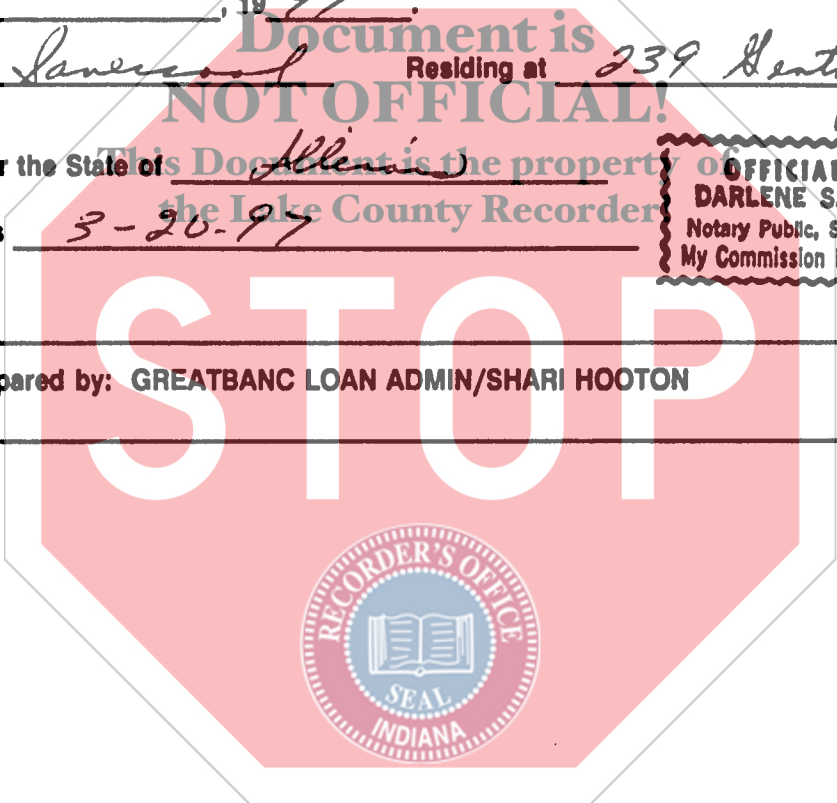 , 19
Document is
Residing at 239
NOT OFFICIAL!
r the State of Illinois
This Document is the property of
OFFICIAL
DARLENE S
the Lake County Recorder!
3-20-97
Notary Public, S
My Commission
STOP
pared by: GREATBANC LOAN ADMIN/SHARI HOOTON
RECORDER'S OFFICE
SEAL
INDIANA